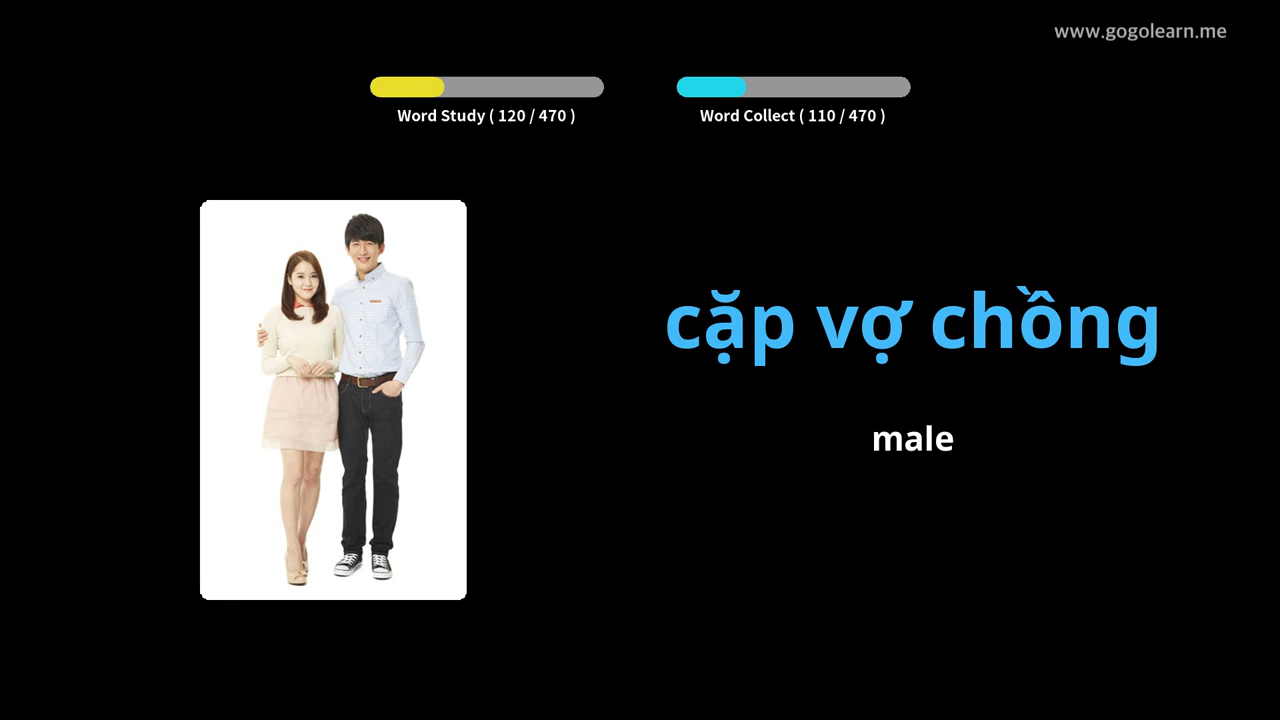 www.gogolearn.me
Word Study ( 120 / 470 )
Word Collect ( 110 / 470 )
cặp vợ chồng
male